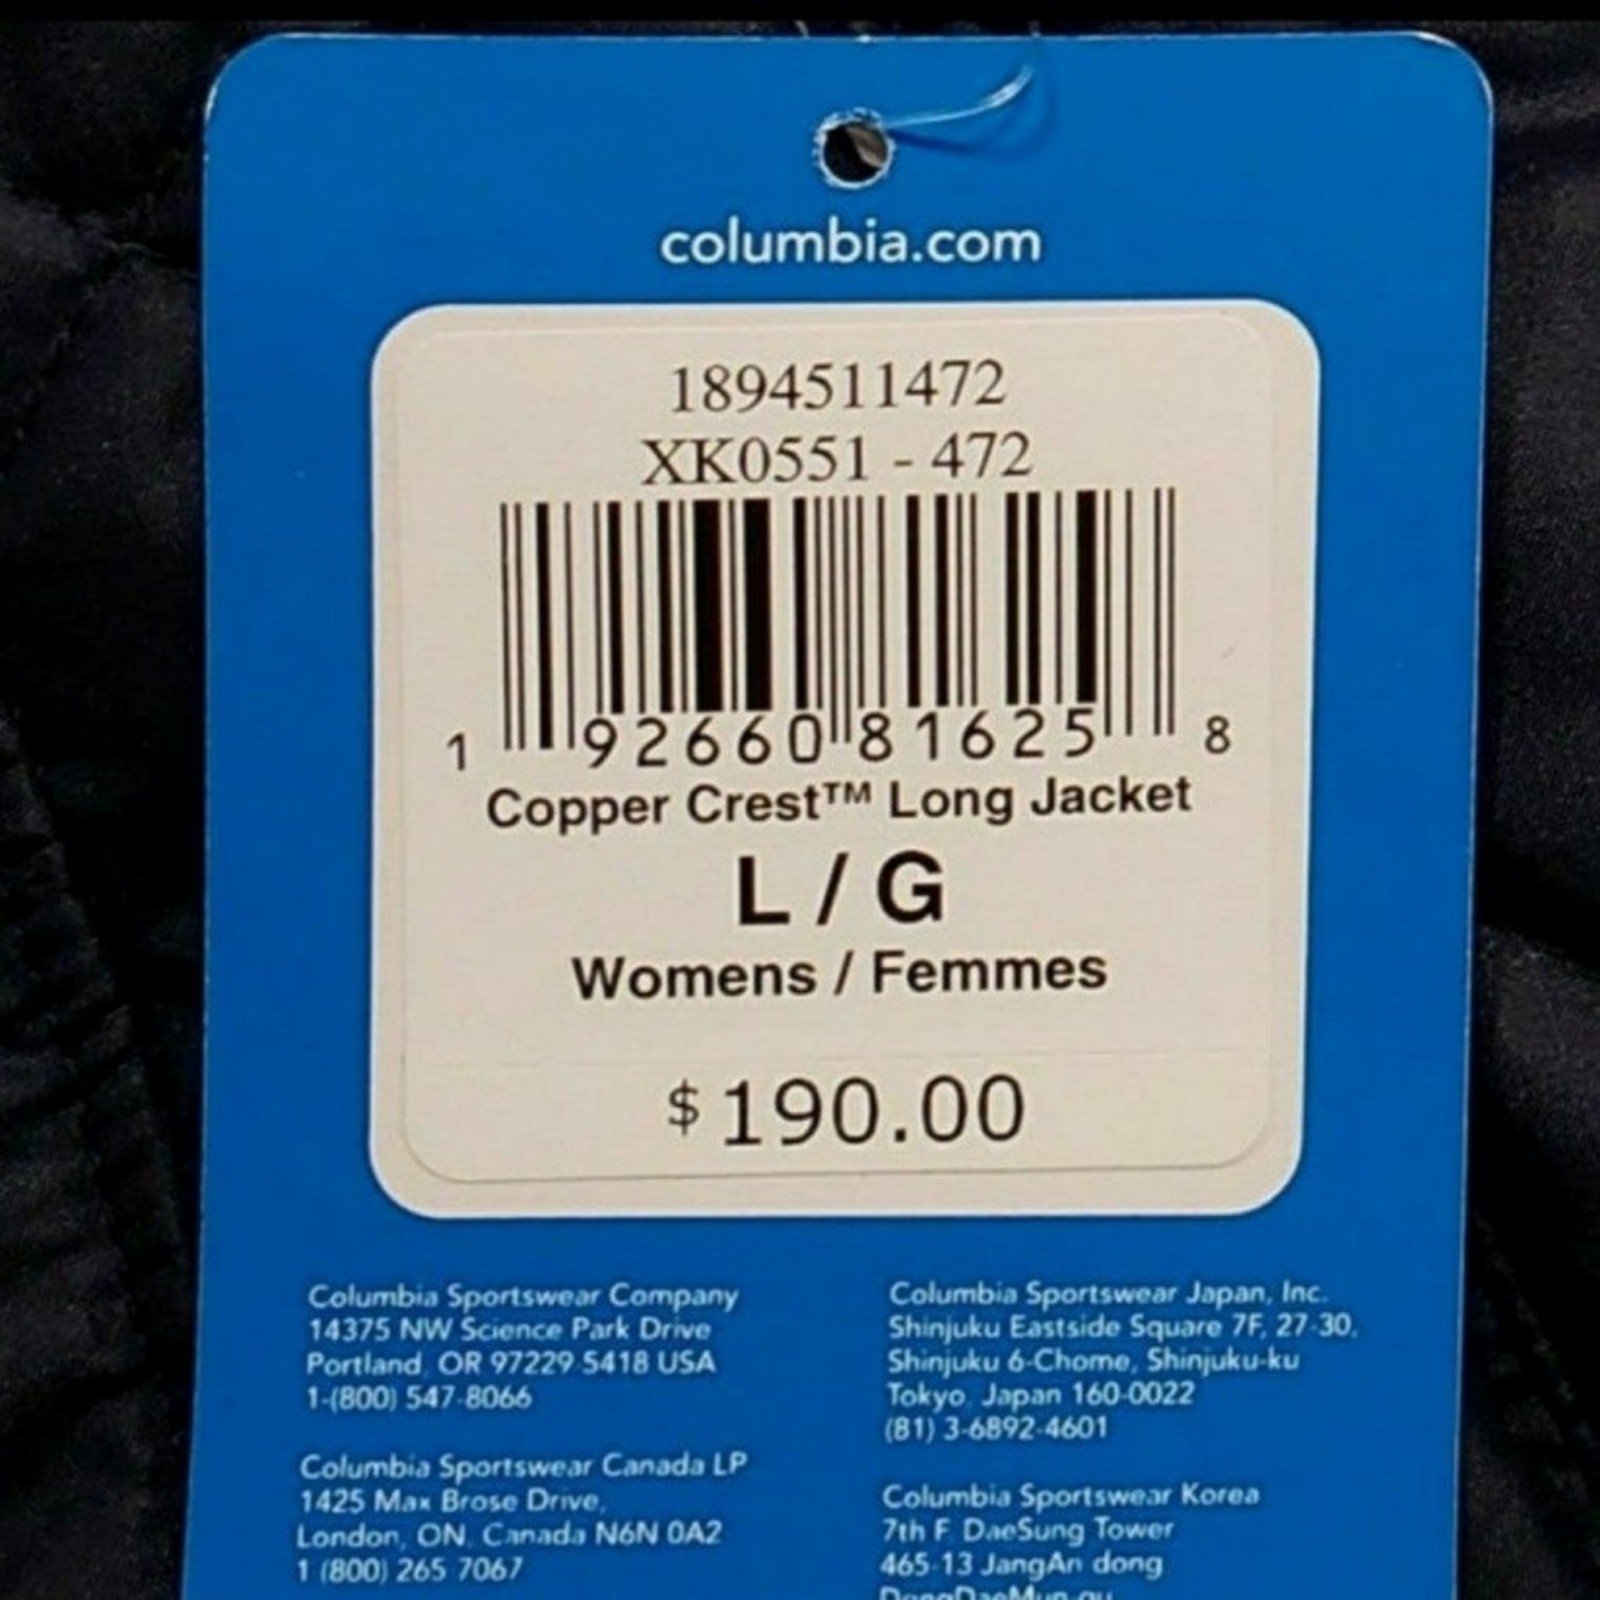 columbia.com
1894511472
XK0551 - 472
1 92660 81625 8
Copper Crest™ Long Jacket
L / G
Womens / Femmes
$190.00
Columbia Sportswear Company
14375 NW Science Park Drive
Portland, OR 97229-5418 USA
1-(800) 547-8066
Columbia Sportswear Canada LP
1425 Max Brose Drive,
London, ON, Canada N6N 0A2
1 (800) 265 7067
Columbia Sportswear Japan, Inc.
Shinjuku Eastside Square 7F, 27-30,
Shinjuku 6-Chome, Shinjuku-ku
Tokyo, Japan 160-0022
(81) 3-6892-4601
Columbia Sportswear Korea
7th F DaeSung Tower
465-13 JangAn dong
DongDaeMun-gu